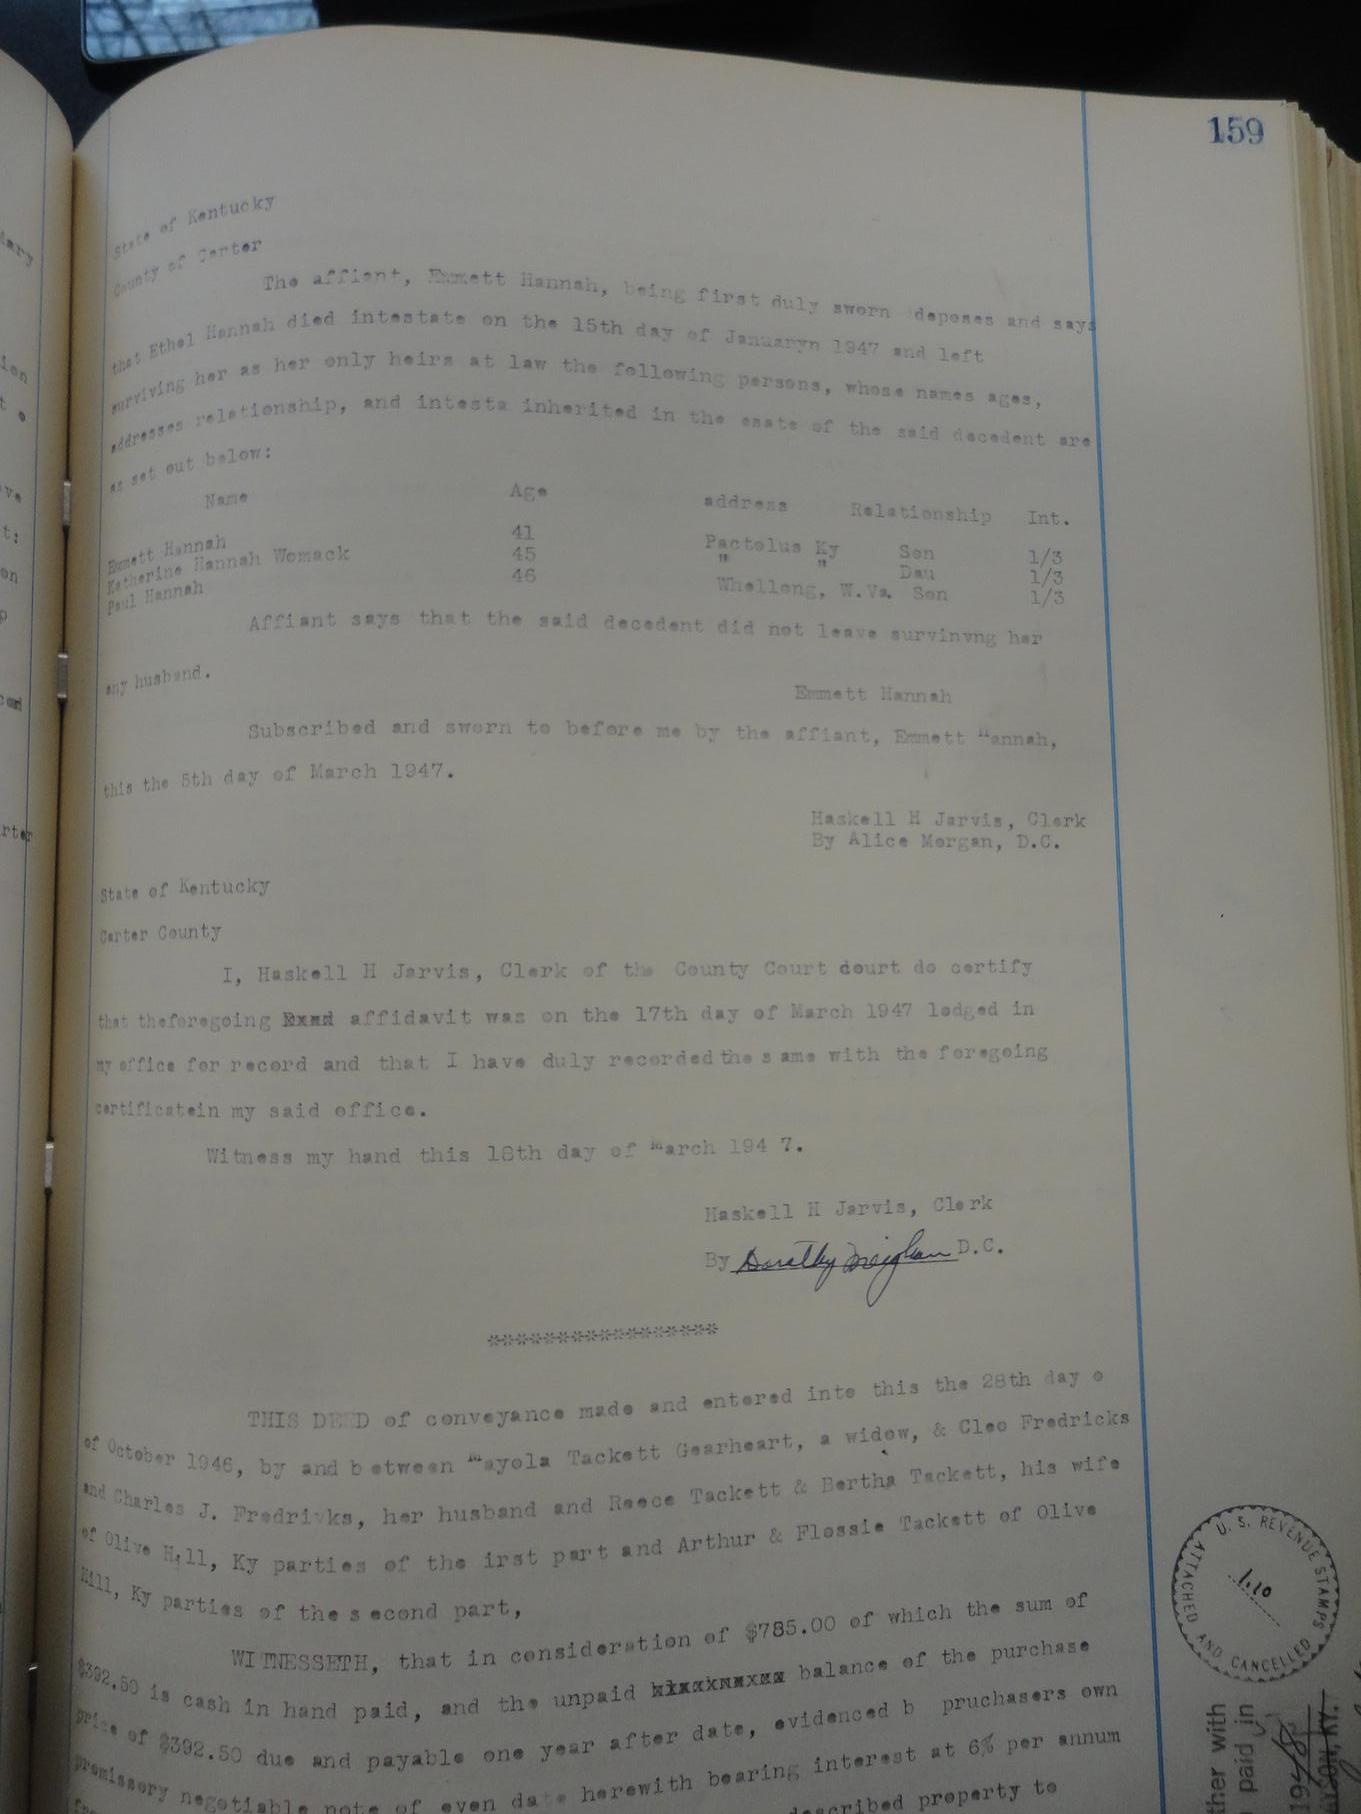 159
State of Kentucky
County of Carter
The affiant, Emmett Hannah, being first duly sworn deposes and says
that Ethel Hannah died intestate on the 15th day of Januaryn 1947 and left
surviving her as her only heirs at law the following persons, whose names ages,
addresses relationship, and intests inherited in the esate of the said decedent are
as set out below:
Name Age address Relationship Int.
Emmett Hannah 41 Pactolus Ky Son 1/3
Katherine Hannah Womack 45 " " Dau 1/3
Paul Hannah 46 Whellong, W.Va. Son 1/3
Affiant says that the said decedent did not leave survinvng her
any husband.
Emmett Hannah
Subscribed and sworn to before me by the affiant, Emmett Hannah,
this the 5th day of March 1947.
Haskell H Jarvis, Clerk
By Alice Morgan, D.C.
State of Kentucky
Carter County
I, Haskell H Jarvis, Clerk of the County Court dourt do certify
that theforegoing affidavit was on the 17th day of March 1947 lodged in
my office for record and that I have duly recorded the s ame with the foregoing
certificatein my said office.
Witness my hand this 18th day of March 194 7.
Haskell H Jarvis, Clerk
By Dorothy D.C.
*****************
THIS DEED of conveyance made and entered into this the 28th day o
of October 1946, by and b etween Mayola Tackett Gearheart, a widow, & Cleo Fredricks
and Charles J. Fredrivks, her husband and Reece Tackett & Bertha Tackett, his wife
of Olive Hill, Ky parties of the irst part and Arthur & Flossie Tackett of Olive
Hill, Ky parties of the s econd part,
WITNESSETH, that in consideration of $785.00 of which the sum of
$392.50 is cash in hand paid, and the unpaid balance of the purchase
price of $392.50 due and payable one year after date, evidenced b pruchasers own
promissory negotiable note of even date herewith bearing interest at 6% per annum
described property to
U. S. REVENUE STAMPS
ATTACHED AND CANCELLED
1.10
ther with
paid in